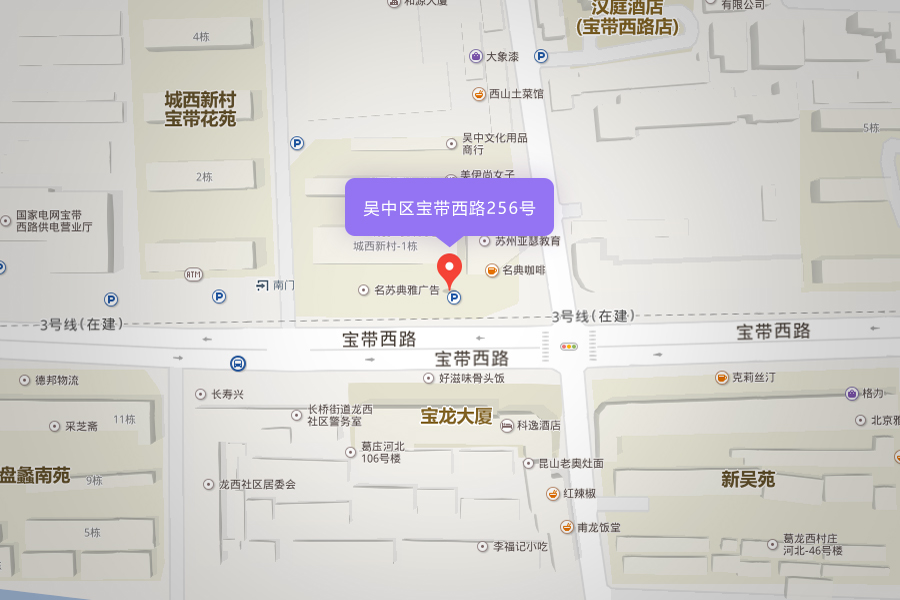 和源大厦
有限公司
汉庭酒店
(宝带西路店)
4栋
大象漆
P
西山土菜馆
城西新村
宝带花苑
5栋
P
吴中文化用品
商行
美伊尚女子
2栋
吴中区宝带西路256号
国家电网宝带
西路供电营业厅
城西新村-1栋
苏州亚瑟教育
ATM
名典咖啡
南门
名苏典雅广告
P
P
P
3号线(在建)
3号线(在建)
宝带西路
宝带西路
宝带西路
德邦物流
好滋味骨头饭
克莉丝汀
长寿兴
格力
长桥街道龙西
社区警务室
宝龙大厦
11栋
采芝斋
科逸酒店
北京雅
葛庄河北
106号楼
昆山老奥灶面
盘蠡南苑
9栋
龙西社区居委会
新吴苑
红辣椒
甫龙饭堂
5栋
李福记小吃
葛龙西村庄
河北-46号楼